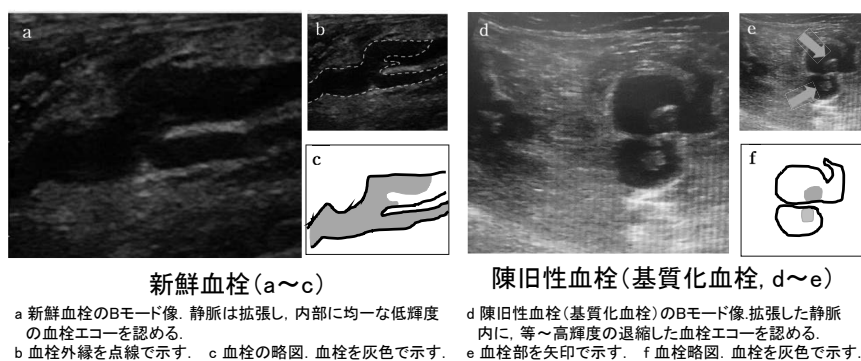 a
b
c
d
e
f
新鮮血栓(a～c)
a 新鮮血栓のBモード像. 静脈は拡張し, 内部に均一な低輝度
の血栓エコーを認める.
b 血栓外縁を点線で示す. c 血栓の略図. 血栓を灰色で示す.
陳旧性血栓(基質化血栓, d～e)
d 陳旧性血栓(基質化血栓)のBモード像.拡張した静脈
内に, 等～高輝度の退縮した血栓エコーを認める.
e 血栓部を矢印で示す. f 血栓略図. 血栓を灰色で示す.